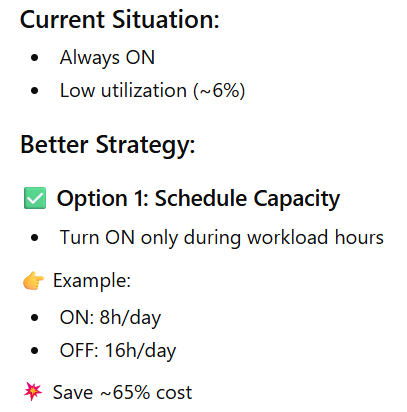 Current Situation:
• Always ON
• Low utilization (~6%)
Better Strategy:
✅ Option 1: Schedule Capacity
• Turn ON only during workload hours
👉 Example:
• ON: 8h/day
• OFF: 16h/day
💥 Save ~65% cost